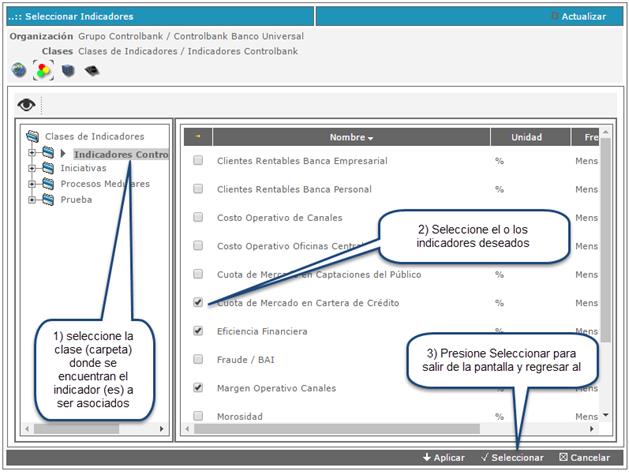 ..:: Seleccionar Indicadores
Actualizar
Organización Grupo Controlbank / Controlbank Banco Universal
Clases Clases de Indicadores / Indicadores Controlbank
Clases de Indicadores
Indicadores Contro
Iniciativas
Procesos Medulares
Prueba
1) seleccione la
clase (carpeta)
donde se
encuentran el
indicador (es) a
ser asociados
Nombre Unidad Fre
Clientes Rentables Banca Empresarial % Mens
Clientes Rentables Banca Personal % Mens
Costo Operativo de Canales Mens
Costo Operativo Oficinas Centra
Cuota de Mercado en Captaciones del Público % Mens
Cuota de Mercado en Cartera de Crédito % Mens
Eficiencia Financiera % Mens
Fraude / BAI
Margen Operativo Canales % Mens
Morosidad % Mens
2) Seleccione el o los
indicadores deseados
3) Presione Seleccionar para
salir de la pantalla y regresar al
Aplicar Seleccionar Cancelar